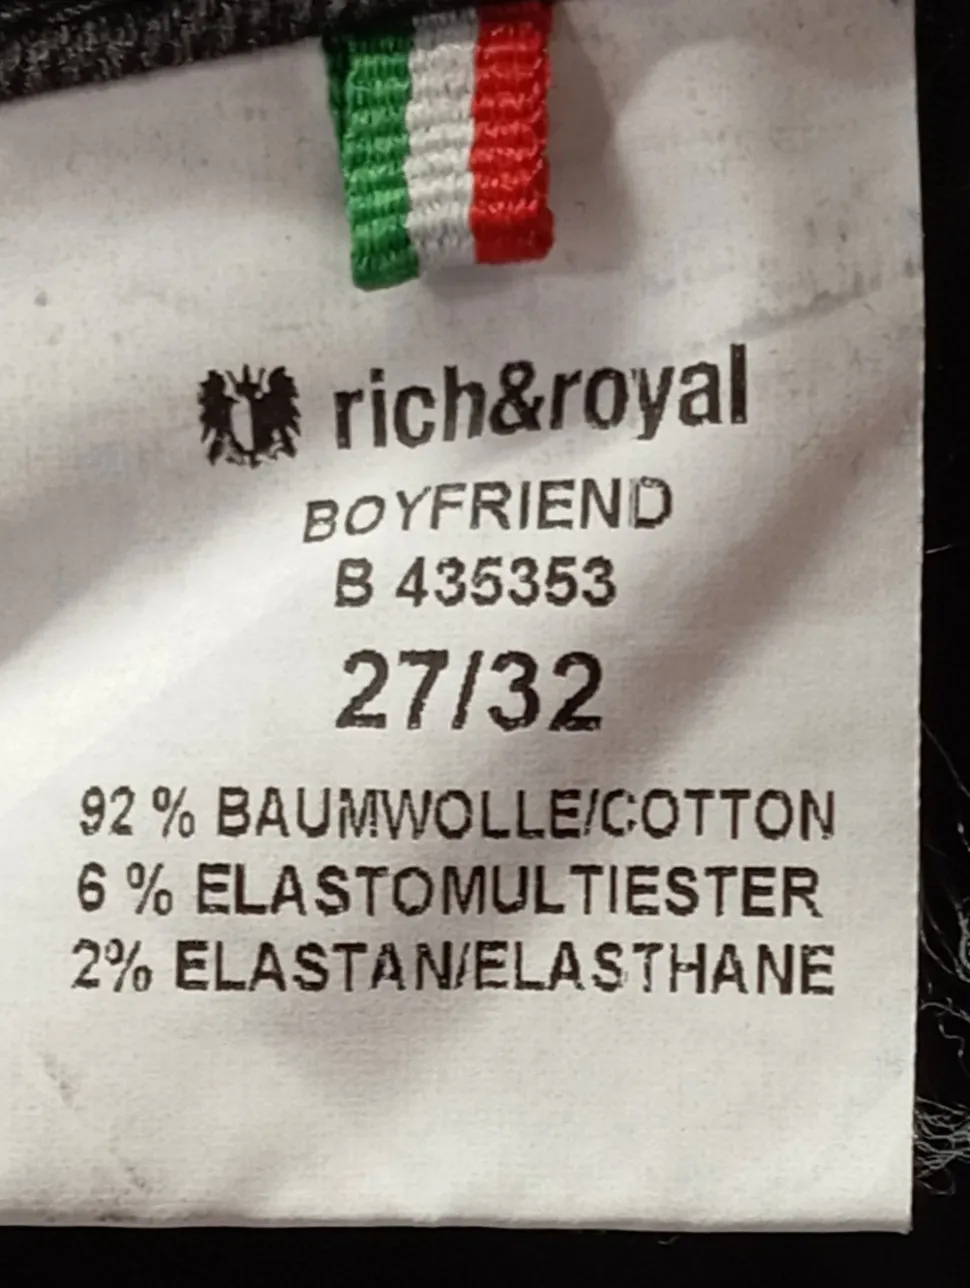 rich&royal
BOYFRIEND
B 435353
27/32
92 % BAUMWOLLE/COTTON
6 % ELASTOMULTIESTER
2% ELASTAN/ELASTHANE